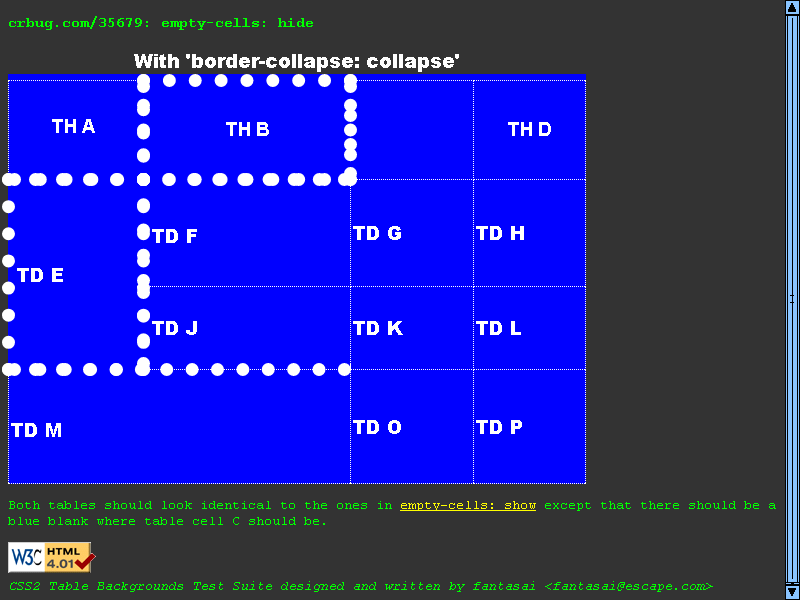 crbug.com/35679: empty-cells: hide
With 'border-collapse: collapse'
TH A
TH B
TH D
TD E
TD F
TD G
TD H
TD J
TD K
TD L
TD M
TD O
TD P
Both tables should look identical to the ones in empty-cells: show except that there should be a
blue blank where table cell C should be.
W3C HTML 4.01
CSS2 Table Backgrounds Test Suite designed and written by fantasai <fantasai@escape.com>